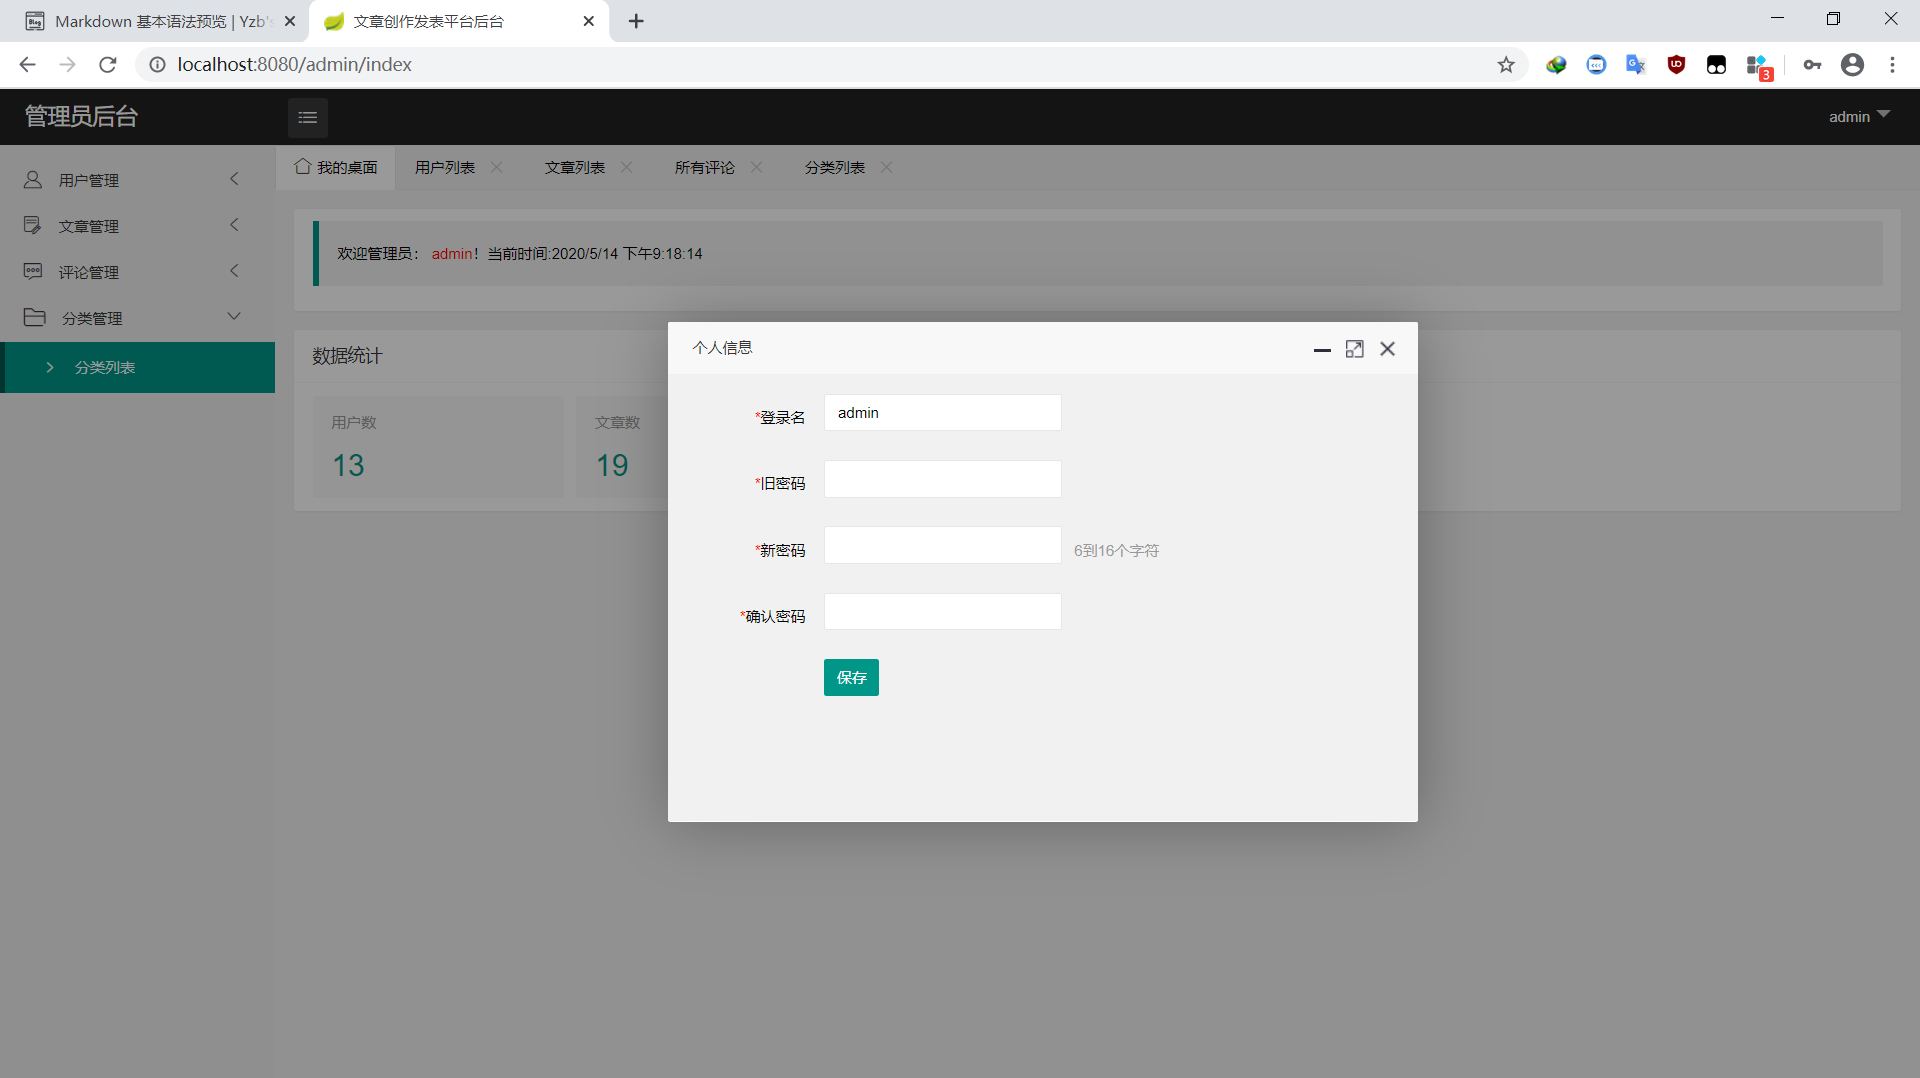 Markdown 基本语法预览 | Yzb's
文章创作发表平台后台
localhost:8080/admin/index
3
管理员后台
admin
用户管理
文章管理
评论管理
分类管理
分类列表
我的桌面
用户列表
文章列表
所有评论
分类列表
欢迎管理员： admin！当前时间:2020/5/14 下午9:18:14
数据统计
用户数
13
文章数
19
个人信息
*登录名
admin
*旧密码
*新密码
6到16个字符
*确认密码
保存